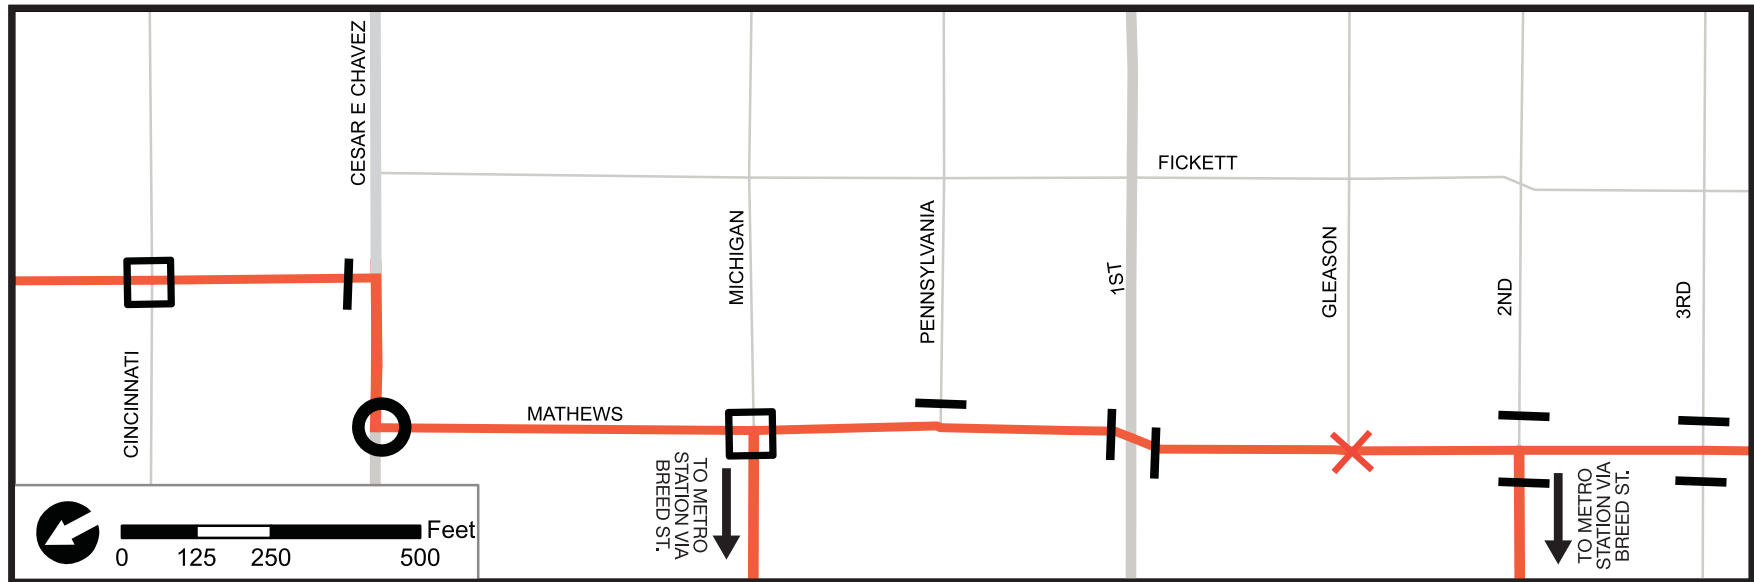 CESAR E CHAVEZ
FICKETT
MICHIGAN
PENNSYLVANIA
1ST
GLEASON
2ND
3RD
CINCINNATI
MATHEWS
TO METRO
STATION VIA
BREED ST.
TO METRO
STATION VIA
BREED ST.
Feet
0 125 250 500